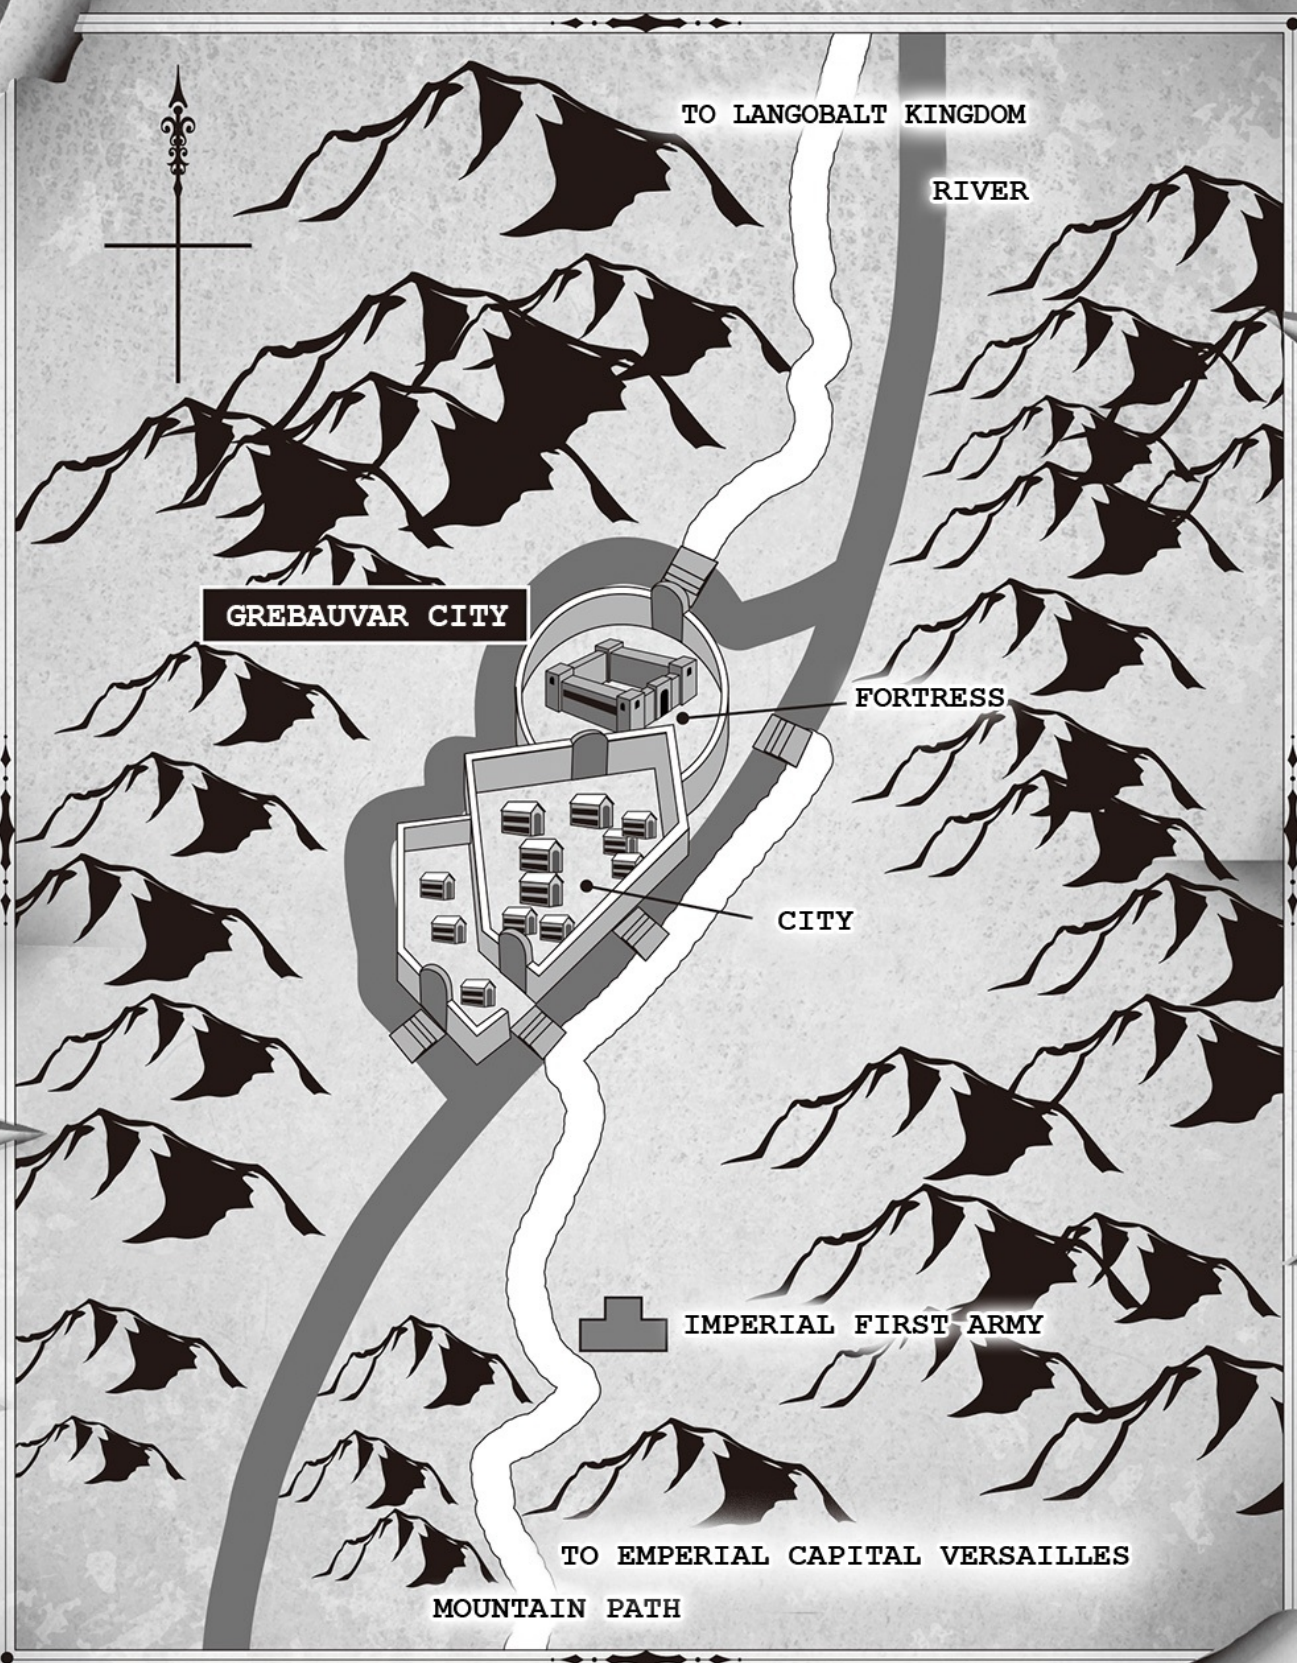 TO LANGOBALT KINGDOM
RIVER
GREBAUVAR CITY
FORTRESS
CITY
IMPERIAL FIRST ARMY
TO EMPERIAL CAPITAL VERSAILLES
MOUNTAIN PATH